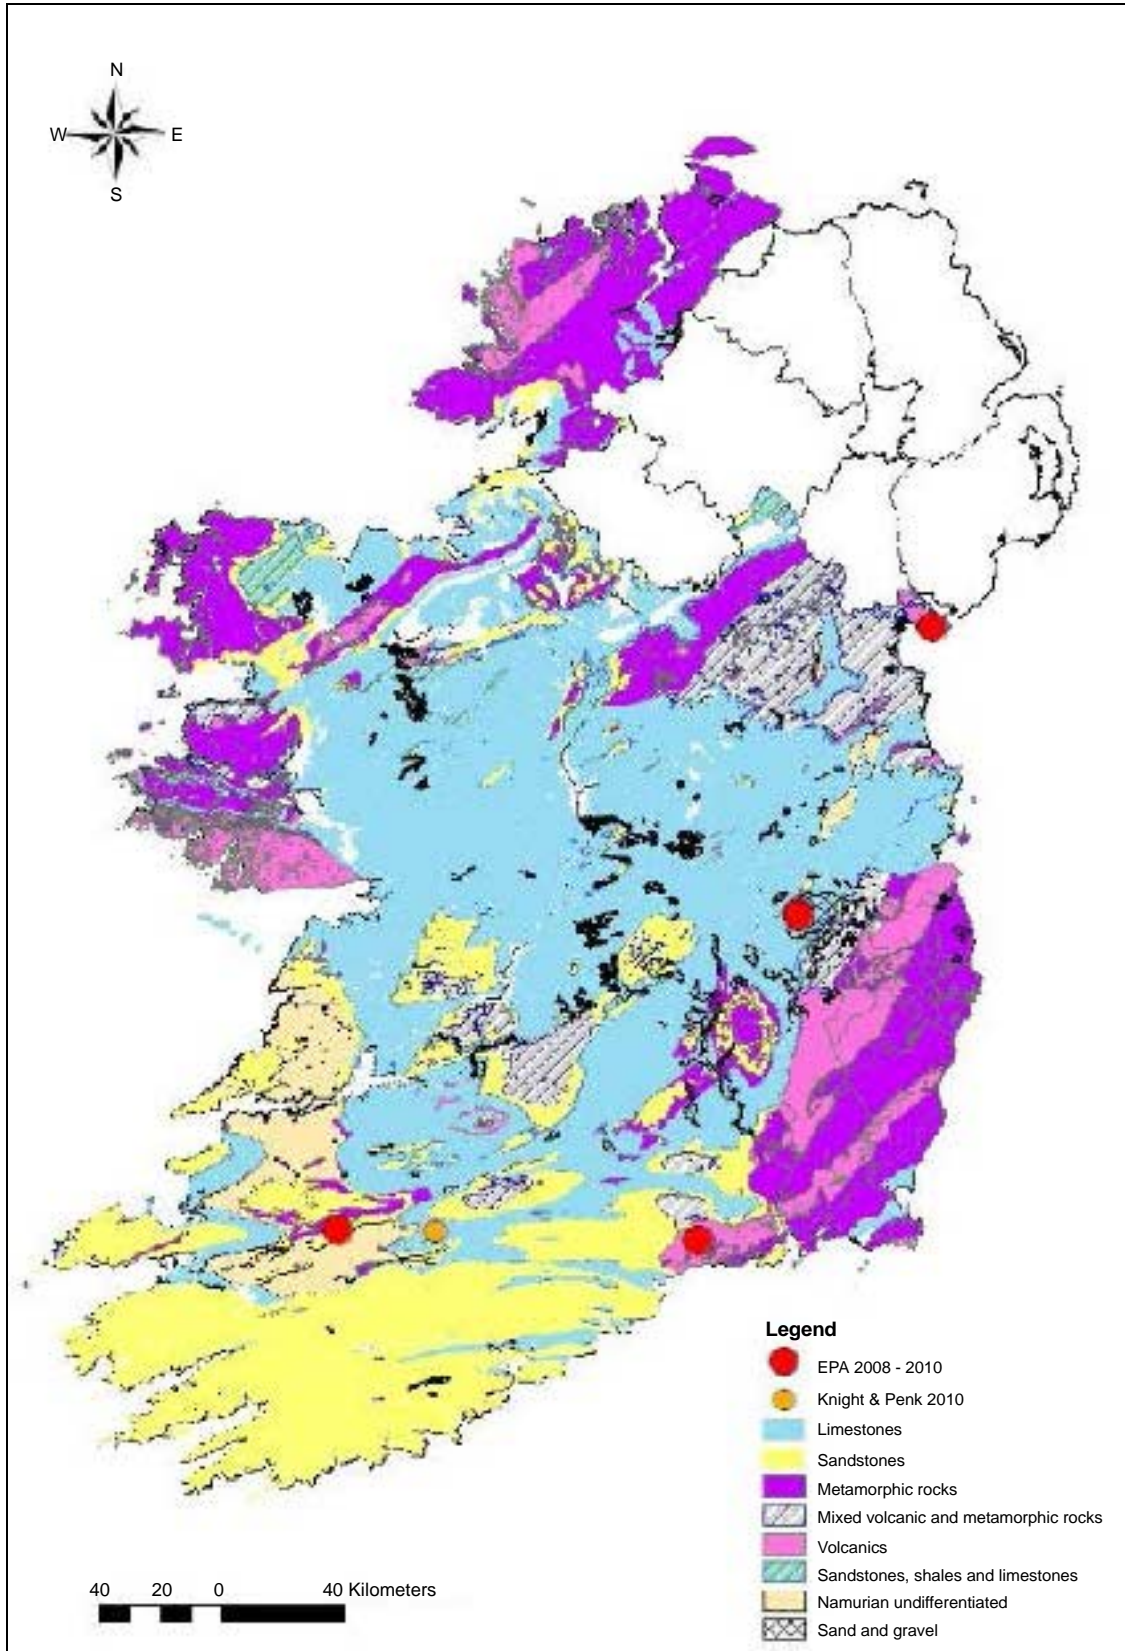 N
W E
S
Legend
EPA 2008 - 2010
Knight & Penk 2010
Limestones
Sandstones
Metamorphic rocks
Mixed volcanic and metamorphic rocks
Volcanics
Sandstones, shales and limestones
Namurian undifferentiated
Sand and gravel
40 20 0 40 Kilometers